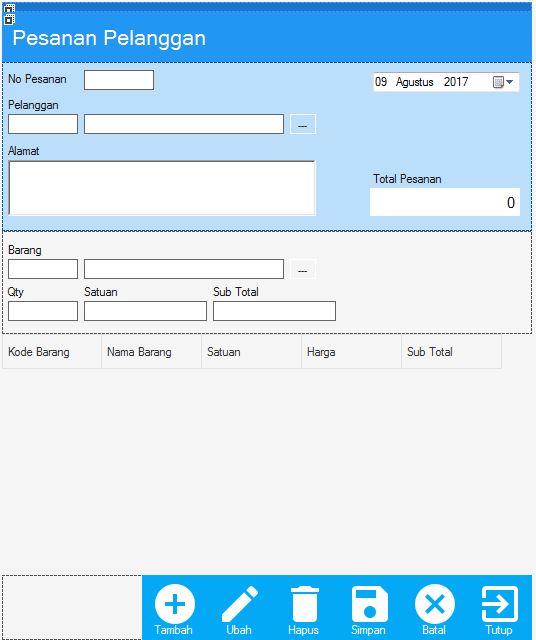 Pesanan Pelanggan
No Pesanan
09 Agustus 2017
Pelanggan
...
Alamat
Total Pesanan
0
Barang
...
Qty Satuan Sub Total
Kode Barang Nama Barang Satuan Harga Sub Total
Tambah Ubah Hapus Simpan Batal Tutup